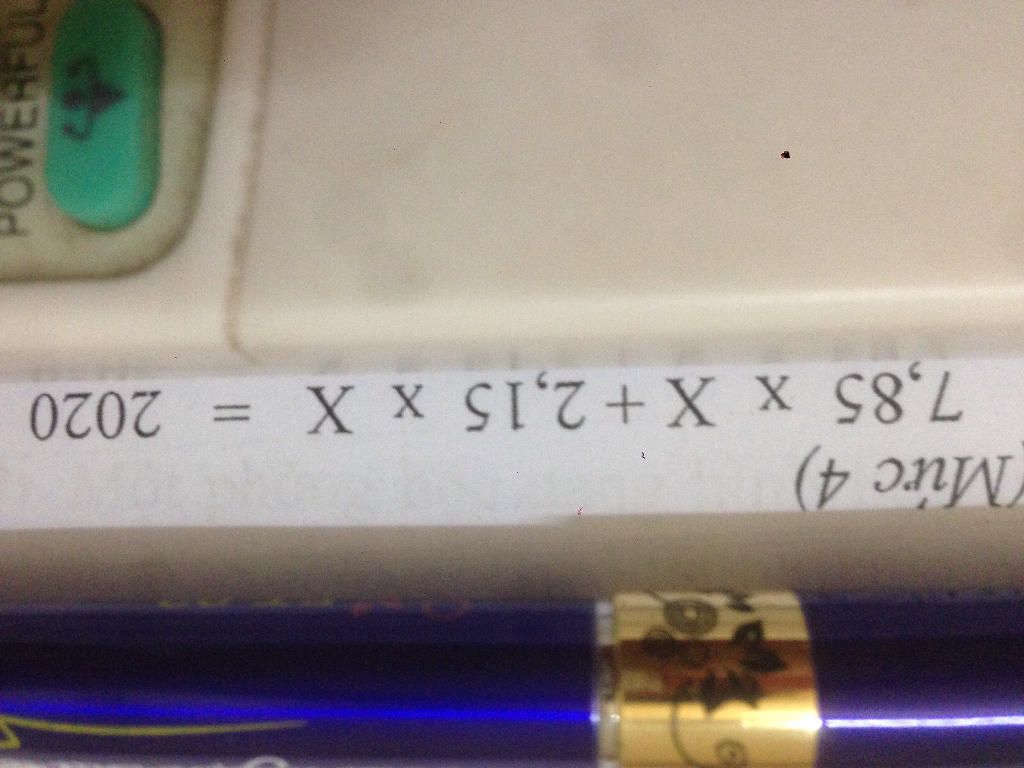 (Mức 4)
7,85 x X + 2,15 x X = 2020
POWERFUL